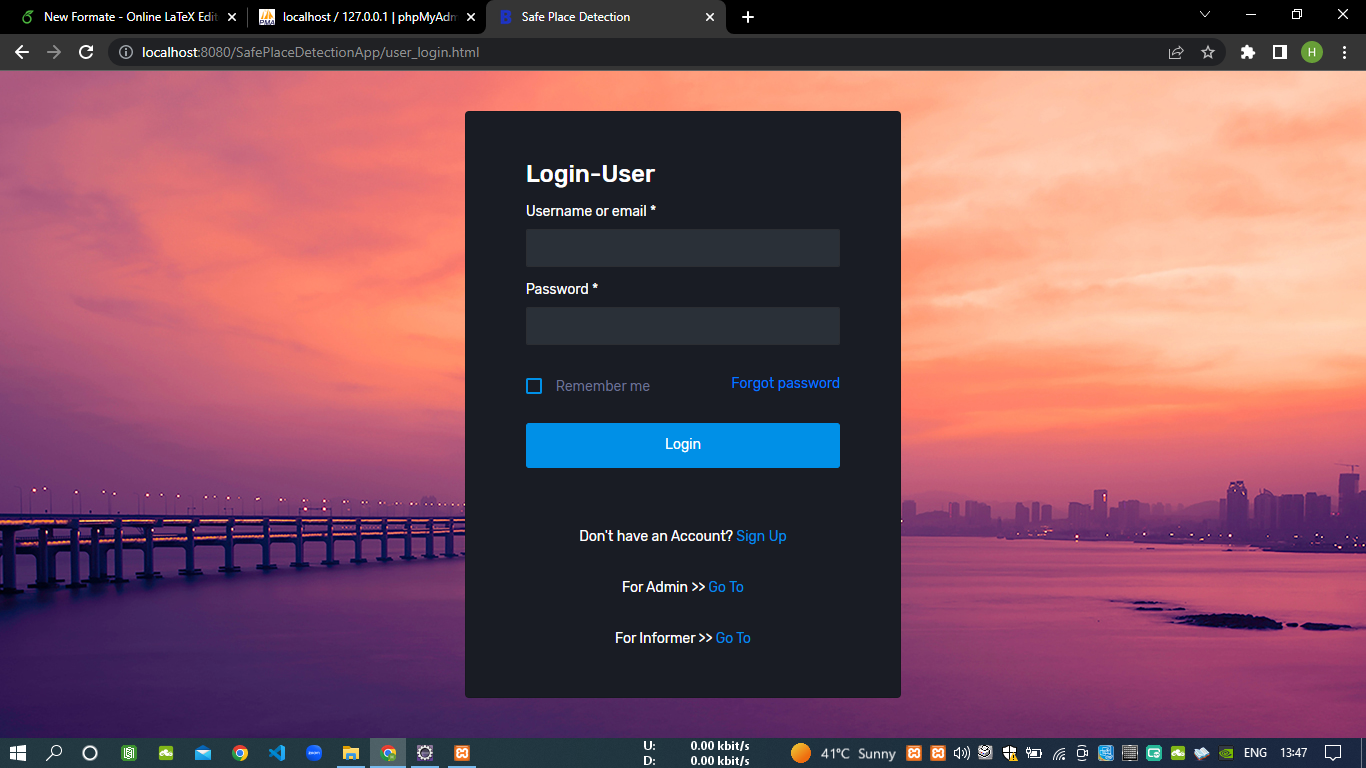 New Formate - Online LaTeX Edit
localhost / 127.0.0.1 | phpMyAdm
Safe Place Detection
localhost:8080/SafePlaceDetectionApp/user_login.html
H
Login-User
Username or email *
Password *
Remember me
Forgot password
Login
Don't have an Account? Sign Up
For Admin >> Go To
For Informer >> Go To
U: 0.00 kbit/s
D: 0.00 kbit/s
41°C Sunny
ENG
13:47